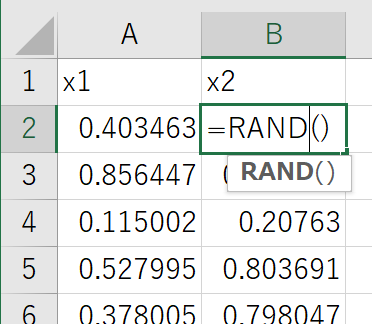 A B
1 x1 x2
2 0.403463 =RAND()
3 0.856447 RAND()
4 0.115002 0.20763
5 0.527995 0.803691
6 0.378005 0.798047